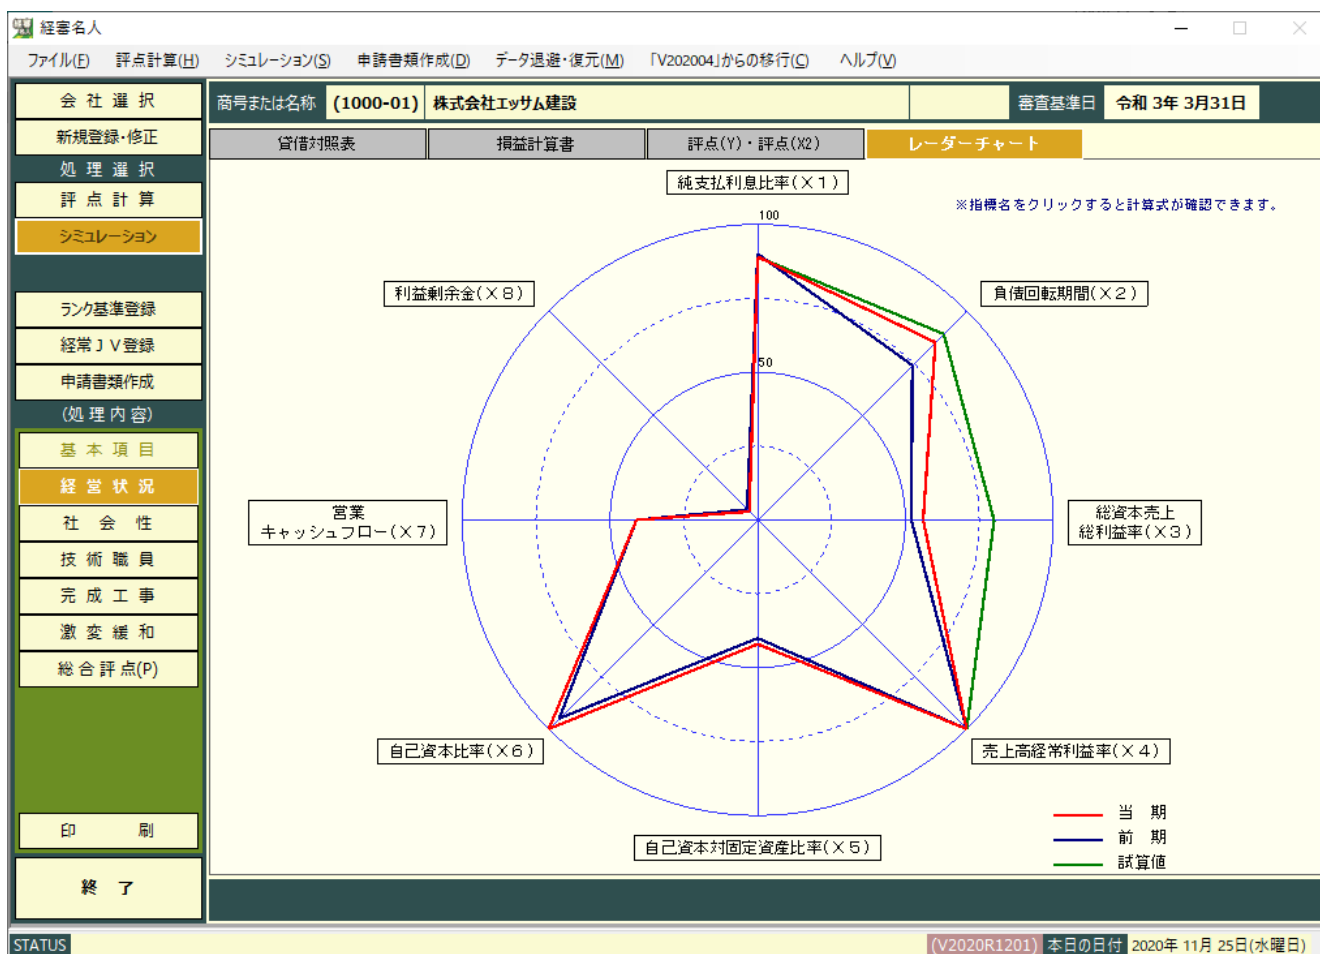 経審名人
ファイル(F) 評点計算(H) シミュレーション(S) 申請書類作成(D) データ退避・復元(M) 「V202004」からの移行(C) ヘルプ(V)
会 社 選 択
新規登録・修正
処 理 選 択
評 点 計 算
シミュレーション
ランク基準登録
経常ＪＶ登録
申請書類作成
(処 理 内 容)
基 本 項 目
経 営 状 況
社 会 性
技 術 職 員
完 成 工 事
激 変 緩 和
総 合 評 点(P)
印 刷
終 了
商号または名称 (1000-01) 株式会社エッサム建設 審査基準日 令和 3年 3月31日
貸借対照表 損益計算書 評点(Y)・評点(X2) レーダーチャート
※指標名をクリックすると計算式が確認できます。
純支払利息比率(Ｘ１)
100
50
利益剰余金(Ｘ８)
負債回転期間(Ｘ２)
営業
キャッシュフロー(Ｘ７)
総資本売上
総利益率(Ｘ３)
自己資本比率(Ｘ６)
売上高経常利益率(Ｘ４)
自己資本対固定資産比率(Ｘ５)
当 期
前 期
試算値
STATUS (V2020R1201) 本日の日付 2020年 11月 25日(水曜日)